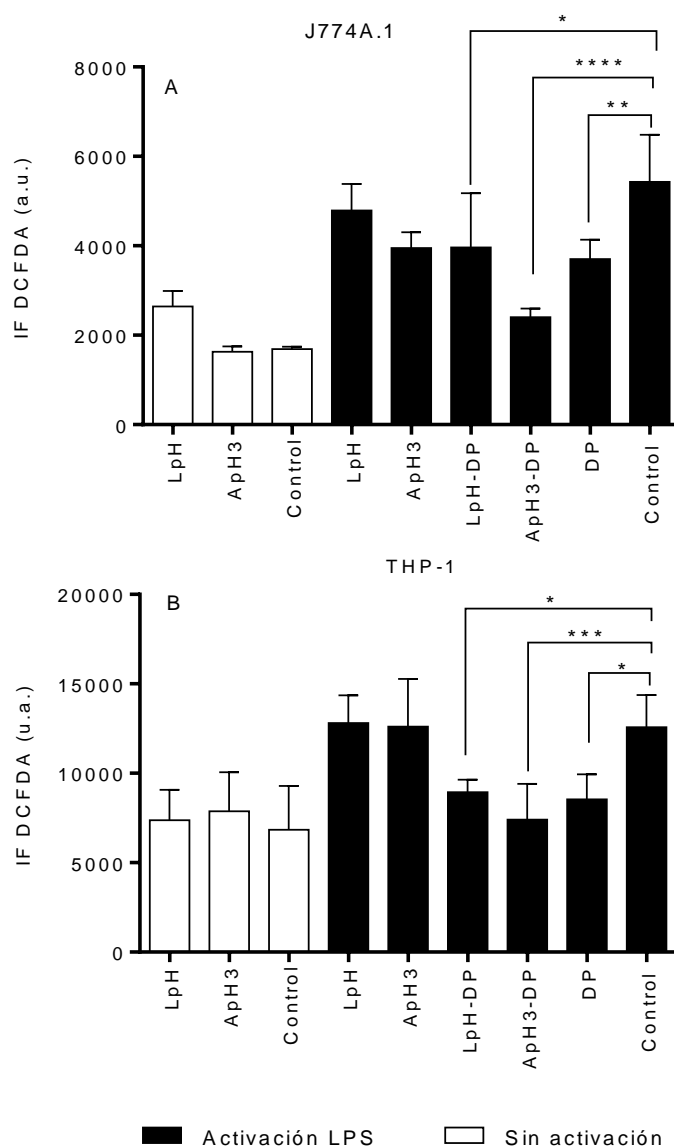 J774A.1
A
*
****
**
8000
6000
4000
2000
0
IF DCFDA (a.u.)
LpH
ApH3
Control
LpH
ApH3
LpH-DP
ApH3-DP
DP
Control
THP-1
B
*
***
*
20000
15000
10000
5000
0
IF DCFDA (u.a.)
LpH
ApH3
Control
LpH
ApH3
LpH-DP
ApH3-DP
DP
Control
Activación LPS Sin activación